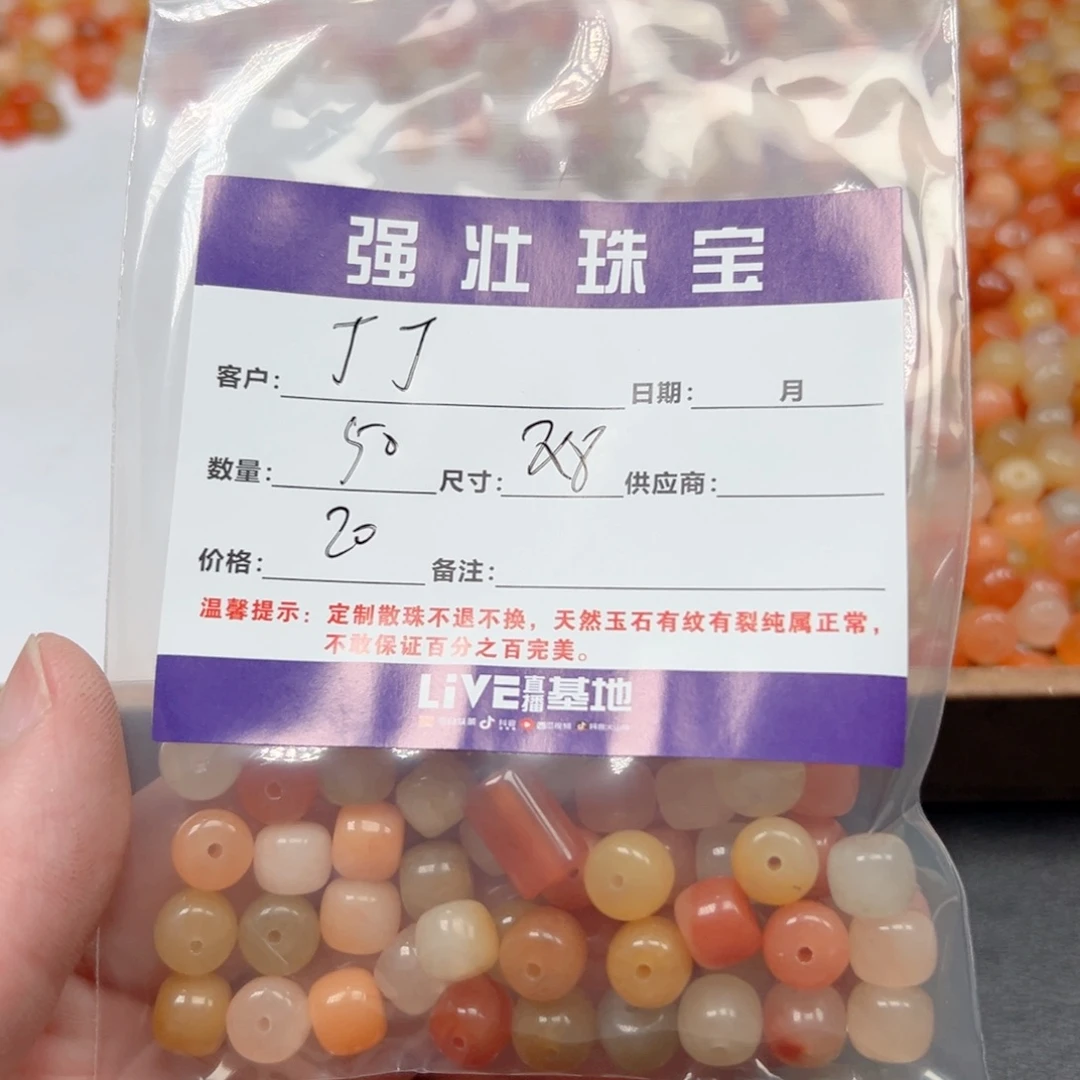 强壮珠宝
客户: 丁丁 日期: 月
数量: 50 尺寸: 7x8 供应商:
价格: 20 备注:
温馨提示: 定制散珠不退不换，天然玉石有纹有裂纯属正常，
不敢保证百分之百完美。
LiVE直播基地